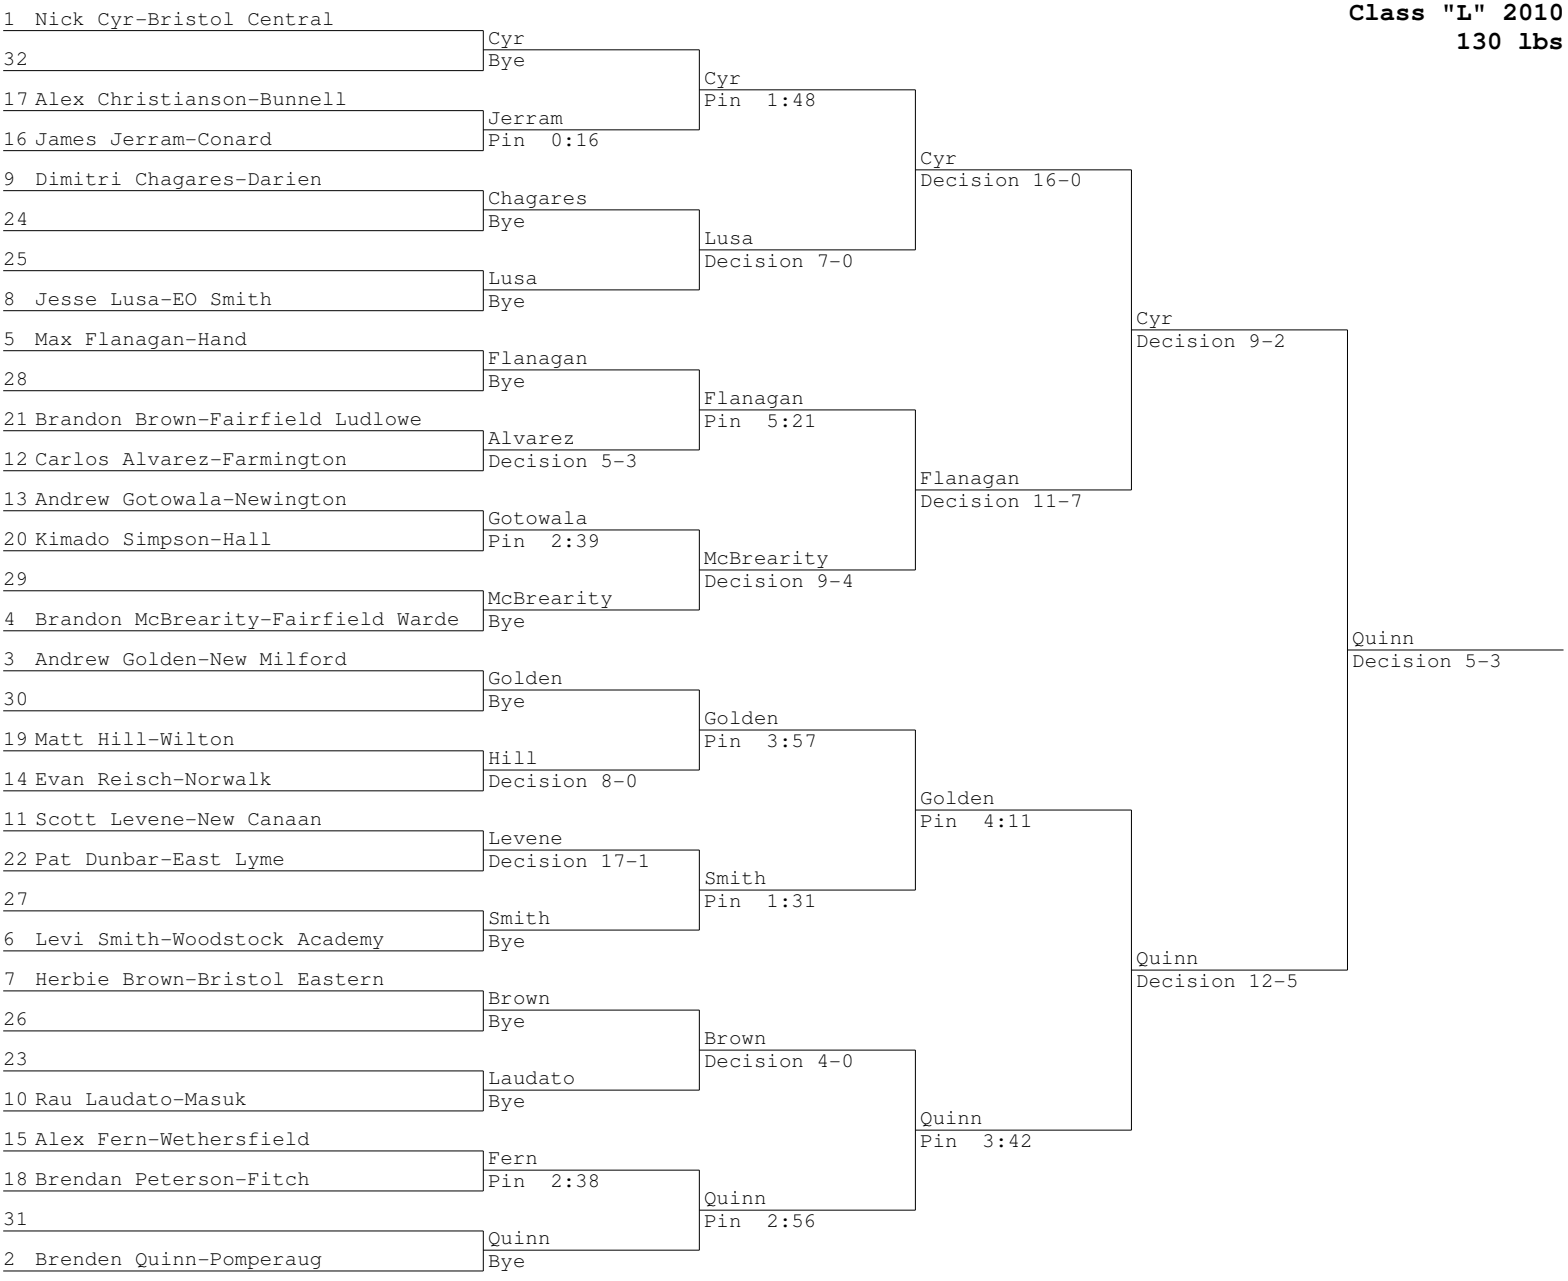 Class "L" 2010
130 lbs
1 Nick Cyr-Bristol Central
32
17 Alex Christianson-Bunnell
16 James Jerram-Conard
9 Dimitri Chagares-Darien
24
25
8 Jesse Lusa-EO Smith
5 Max Flanagan-Hand
28
21 Brandon Brown-Fairfield Ludlowe
12 Carlos Alvarez-Farmington
13 Andrew Gotowala-Newington
20 Kimado Simpson-Hall
29
4 Brandon McBrearity-Fairfield Warde
3 Andrew Golden-New Milford
30
19 Matt Hill-Wilton
14 Evan Reisch-Norwalk
11 Scott Levene-New Canaan
22 Pat Dunbar-East Lyme
27
6 Levi Smith-Woodstock Academy
7 Herbie Brown-Bristol Eastern
26
23
10 Rau Laudato-Masuk
15 Alex Fern-Wethersfield
18 Brendan Peterson-Fitch
31
2 Brenden Quinn-Pomperaug
Cyr
Bye
Jerram
Pin 0:16
Chagares
Bye
Lusa
Bye
Flanagan
Bye
Alvarez
Decision 5-3
Gotowala
Pin 2:39
McBrearity
Bye
Golden
Bye
Hill
Decision 8-0
Levene
Decision 17-1
Smith
Bye
Brown
Bye
Laudato
Bye
Fern
Pin 2:38
Quinn
Bye
Cyr
Pin 1:48
Lusa
Decision 7-0
Flanagan
Pin 5:21
McBrearity
Decision 9-4
Golden
Pin 3:57
Smith
Pin 1:31
Brown
Decision 4-0
Quinn
Pin 2:56
Cyr
Decision 16-0
Flanagan
Decision 11-7
Golden
Pin 4:11
Quinn
Pin 3:42
Cyr
Decision 9-2
Quinn
Decision 12-5
Quinn
Decision 5-3